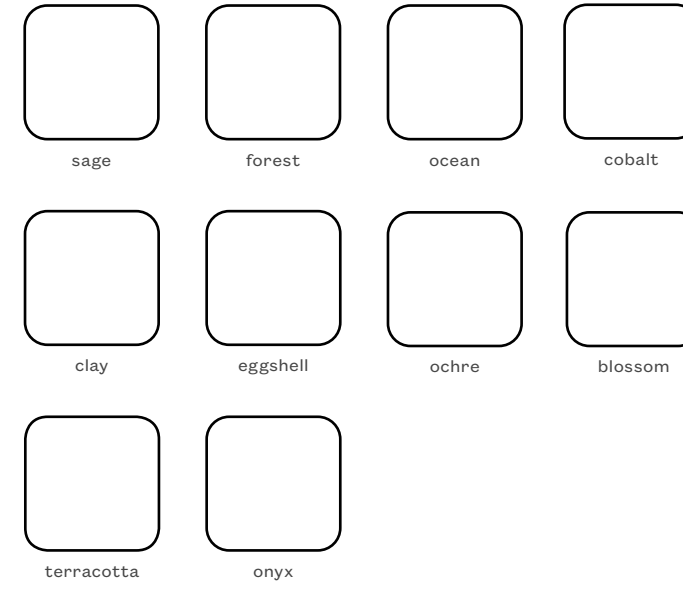 sage forest ocean cobalt
clay eggshell ochre blossom
terracotta onyx